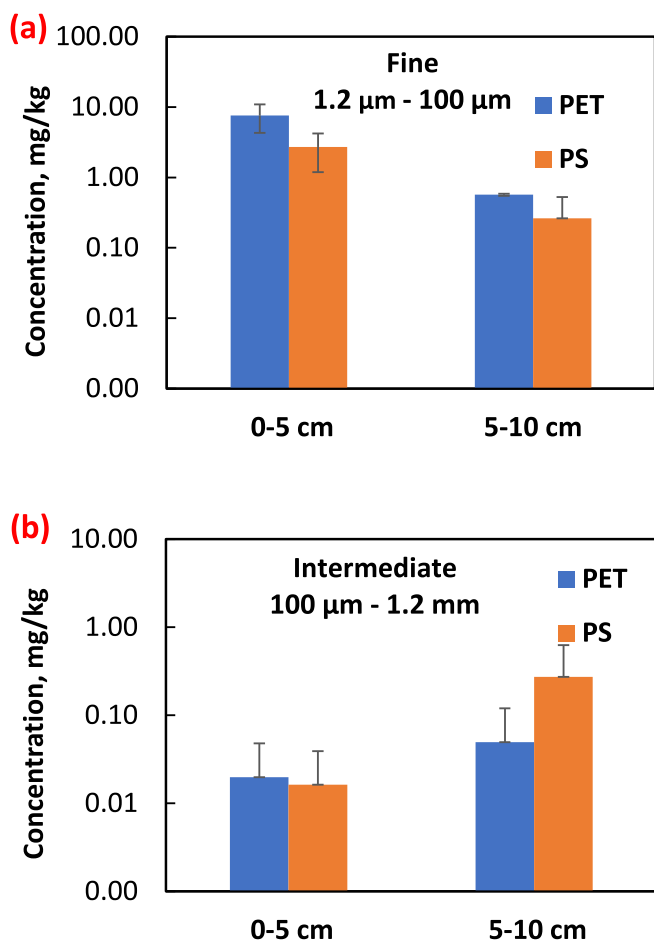 (a)
100.00
10.00
1.00
0.10
0.01
0.00
Concentration, mg/kg
Fine
1.2 µm - 100 µm
PET
PS
0-5 cm
5-10 cm
(b)
10.00
1.00
0.10
0.01
0.00
Concentration, mg/kg
Intermediate
100 µm - 1.2 mm
PET
PS
0-5 cm
5-10 cm